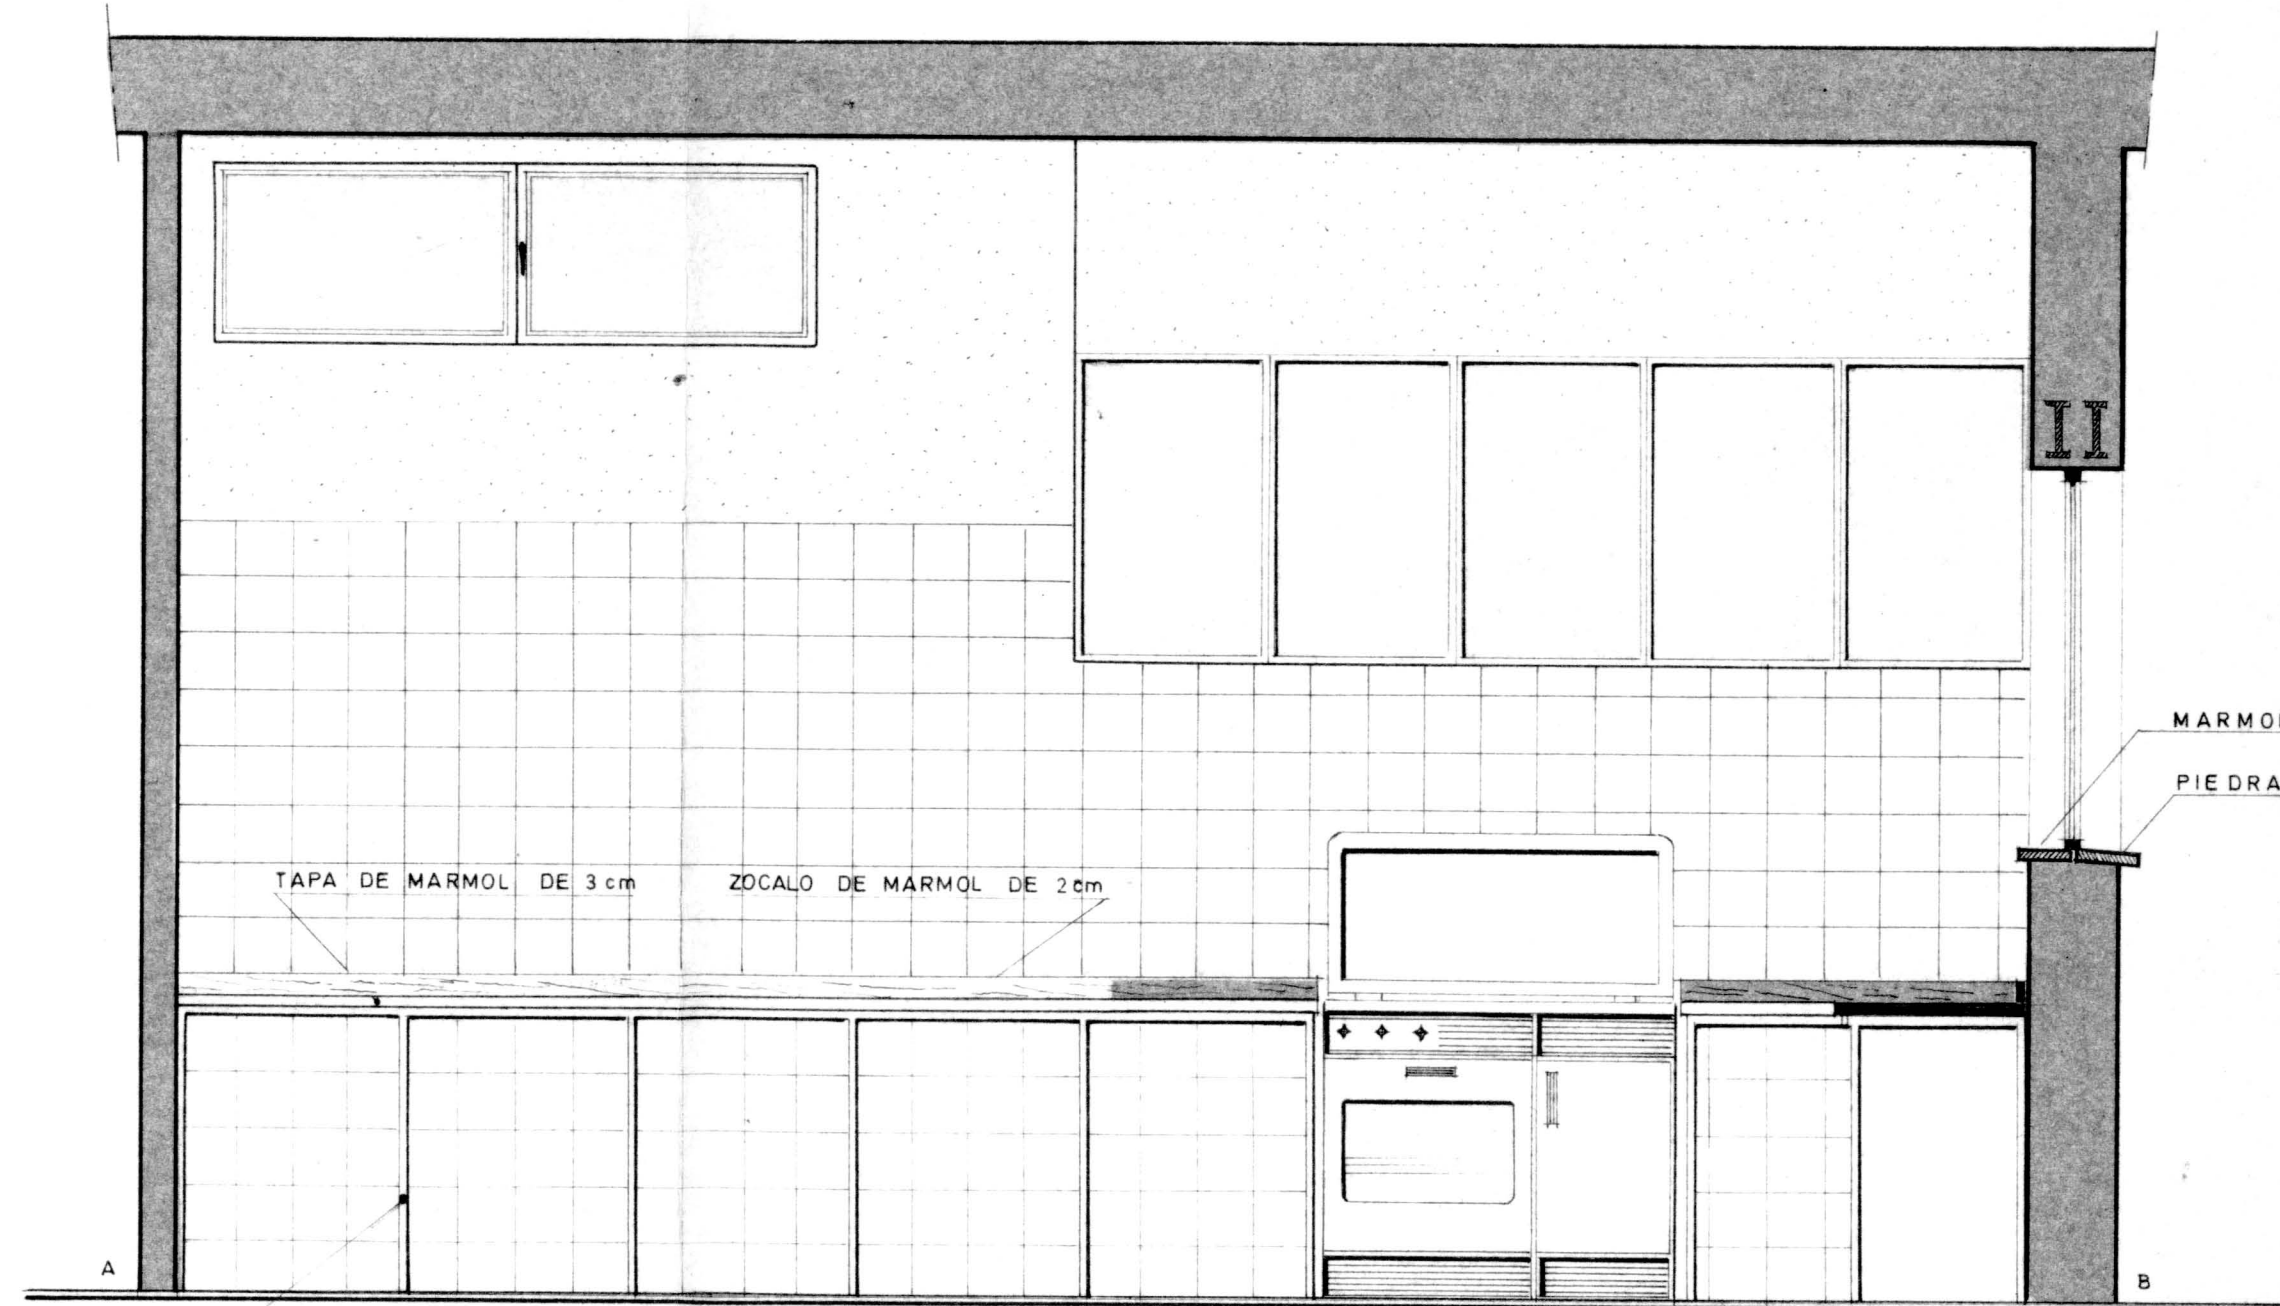 MARMOL
PIEDRA
TAPA DE MARMOL DE 3 cm
ZOCALO DE MARMOL DE 2 cm
A
B